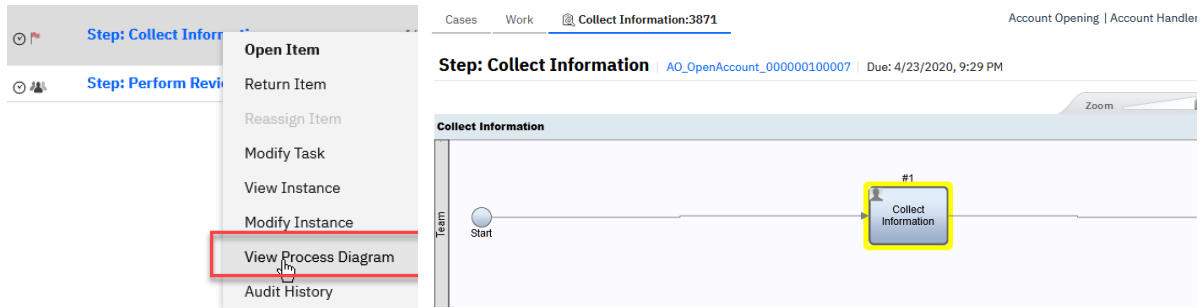 Step: Collect Inform
Open Item
Step: Perform Revi
Return Item
Reassign Item
Modify Task
View Instance
Modify Instance
View Process Diagram
Audit History
Cases Work Collect Information:3871 Account Opening | Account Handler
Step: Collect Information AO_OpenAccount_000000100007 Due: 4/23/2020, 9:29 PM
Zoom
Collect Information
Team
Start
#1
Collect
Information